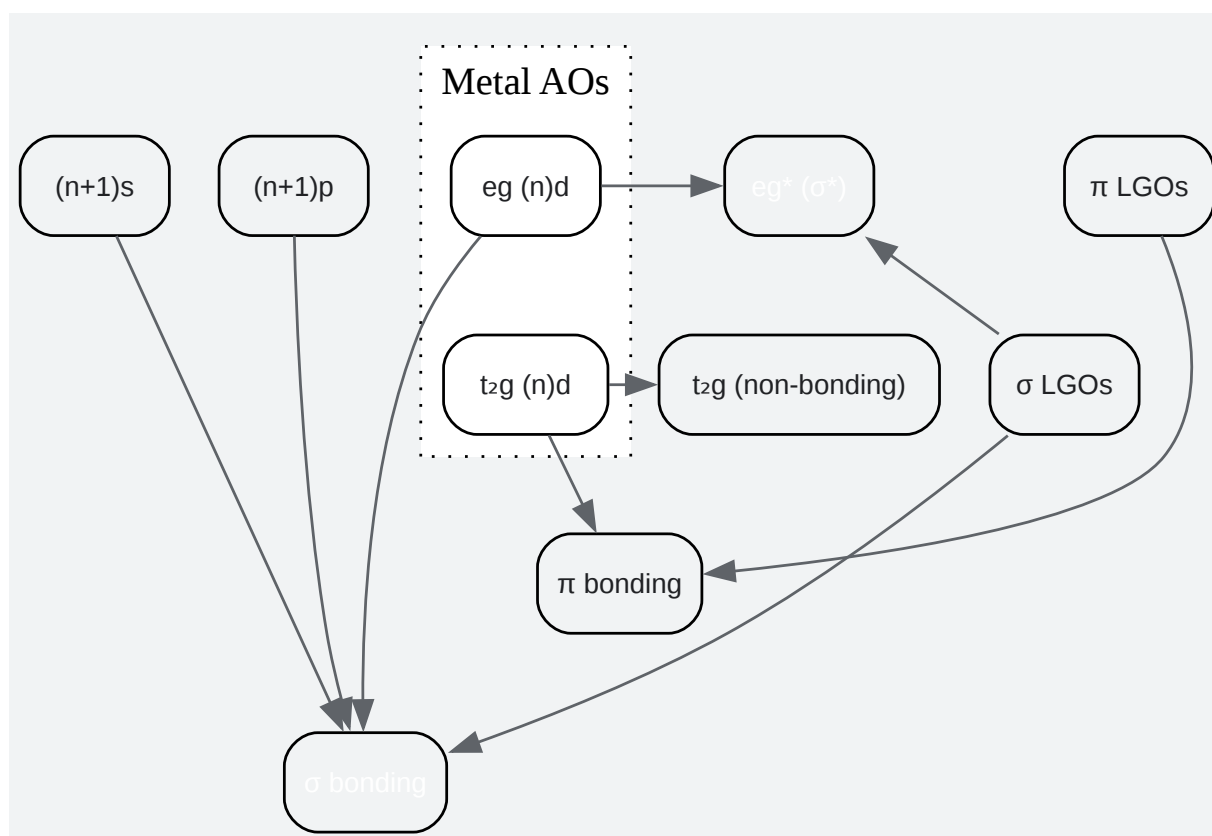 Metal AOs
(n+1)s
(n+1)p
eg (n)d
eg* (σ*)
π LGOs
t₂g (n)d
t₂g (non-bonding)
σ LGOs
π bonding
σ bonding